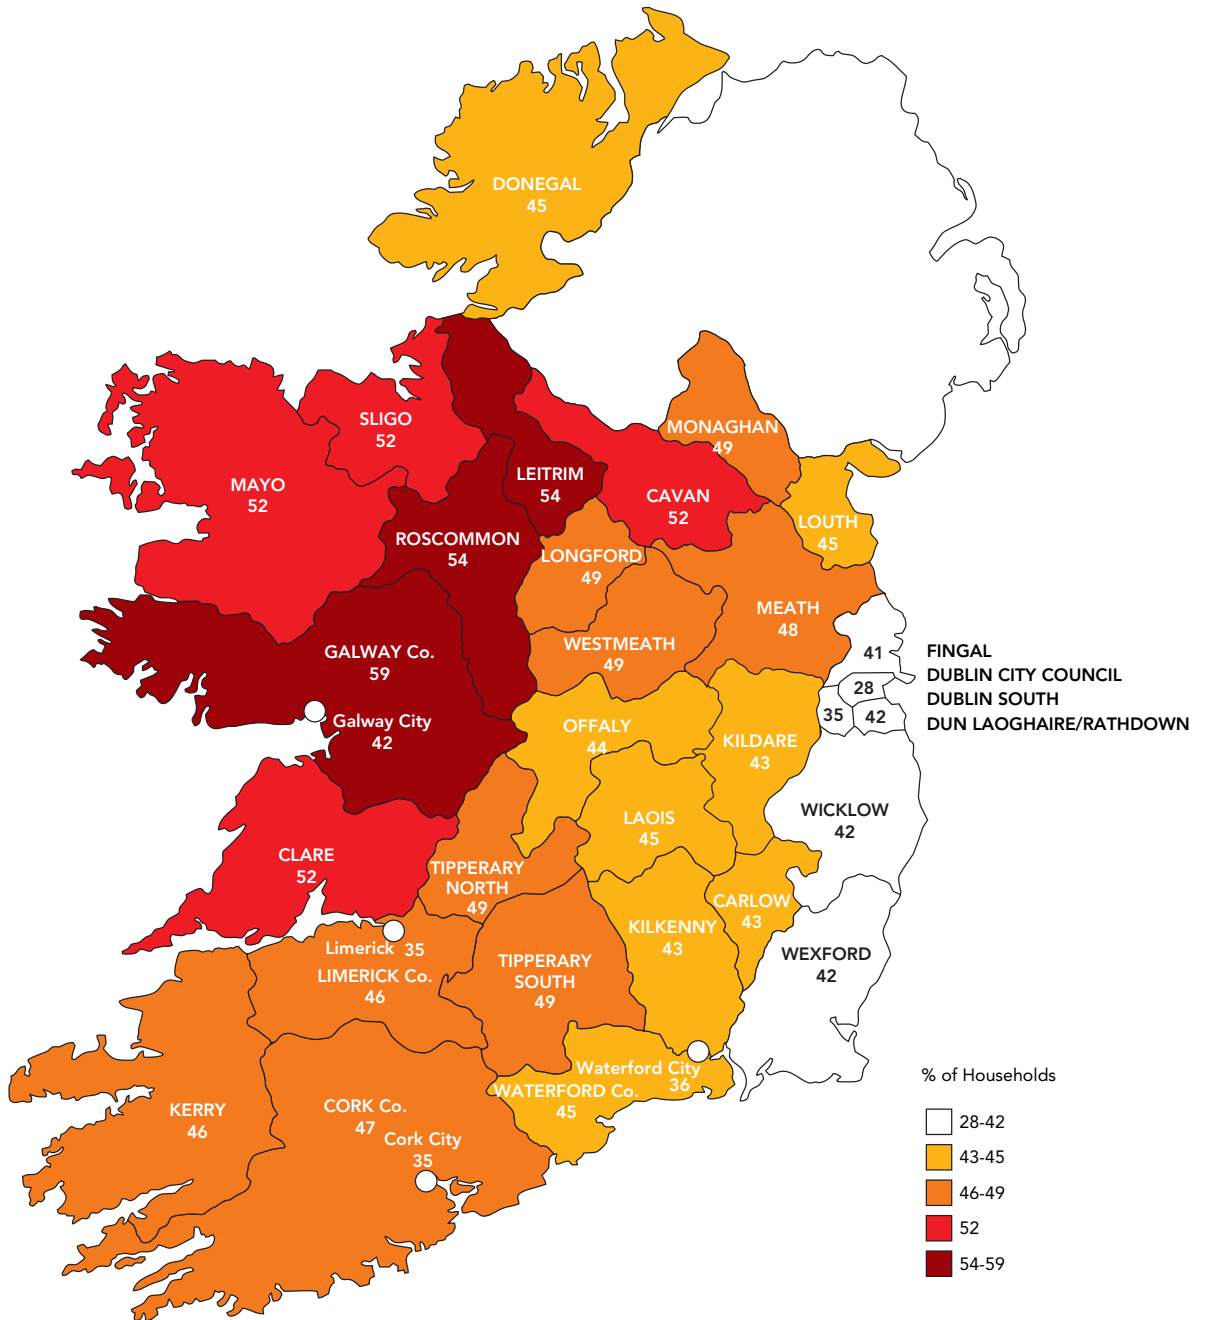 DONEGAL
45
SLIGO
52
MONAGHAN
49
MAYO
52
LEITRIM
54
CAVAN
52
LOUTH
45
ROSCOMMON
54
LONGFORD
49
MEATH
48
WESTMEATH
49
GALWAY Co.
59
41
28
35
42
FINGAL
DUBLIN CITY COUNCIL
DUBLIN SOUTH
DUN LAOGHAIRE/RATHDOWN
Galway City
42
OFFALY
44
KILDARE
43
LAOIS
45
WICKLOW
42
CLARE
52
TIPPERARY
NORTH
49
CARLOW
43
KILKENNY
43
WEXFORD
42
Limerick 35
LIMERICK Co.
46
TIPPERARY
SOUTH
49
Waterford City
36
WATERFORD Co.
45
KERRY
46
CORK Co.
47
Cork City
35
% of Households
28-42
43-45
46-49
52
54-59